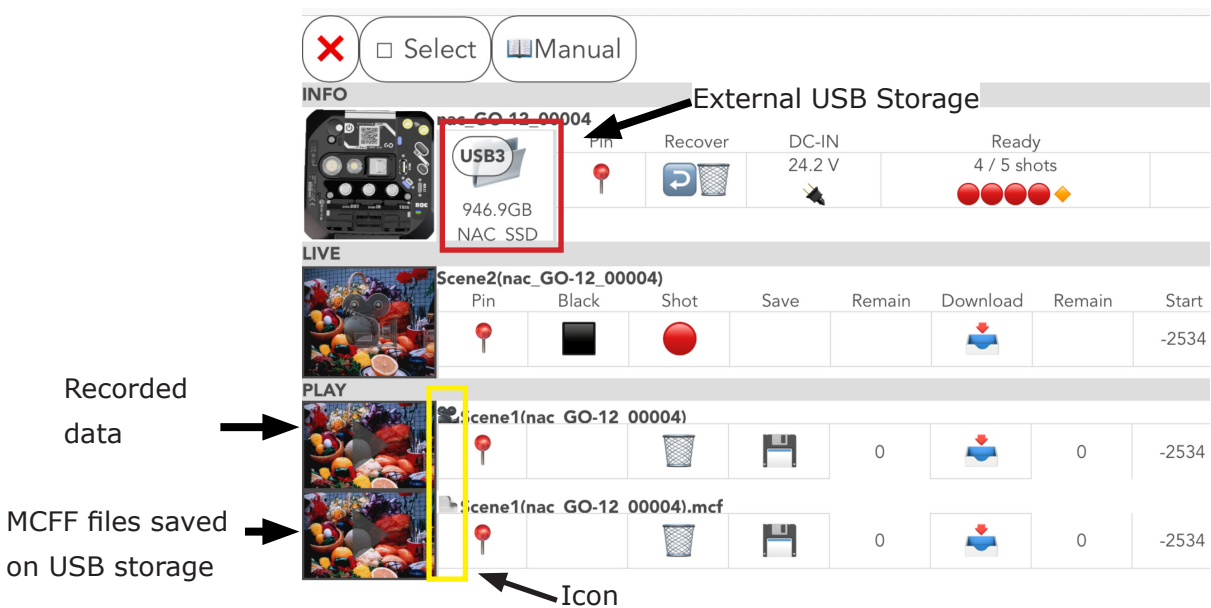 □ Select
Manual
INFO
External USB Storage
nac_GO-12_00004
USB3
946.9GB
NAC_SSD
Pin
Recover
DC-IN
24.2 V
Ready
4 / 5 shots
LIVE
Scene2(nac_GO-12_00004)
Pin Black Shot Save Remain Download Remain Start
-2534
PLAY
Recorded
data
Scene1(nac_GO-12_00004)
0 0 -2534
MCFF files saved
on USB storage
Scene1(nac_GO-12_00004).mcf
0 0 -2534
Icon